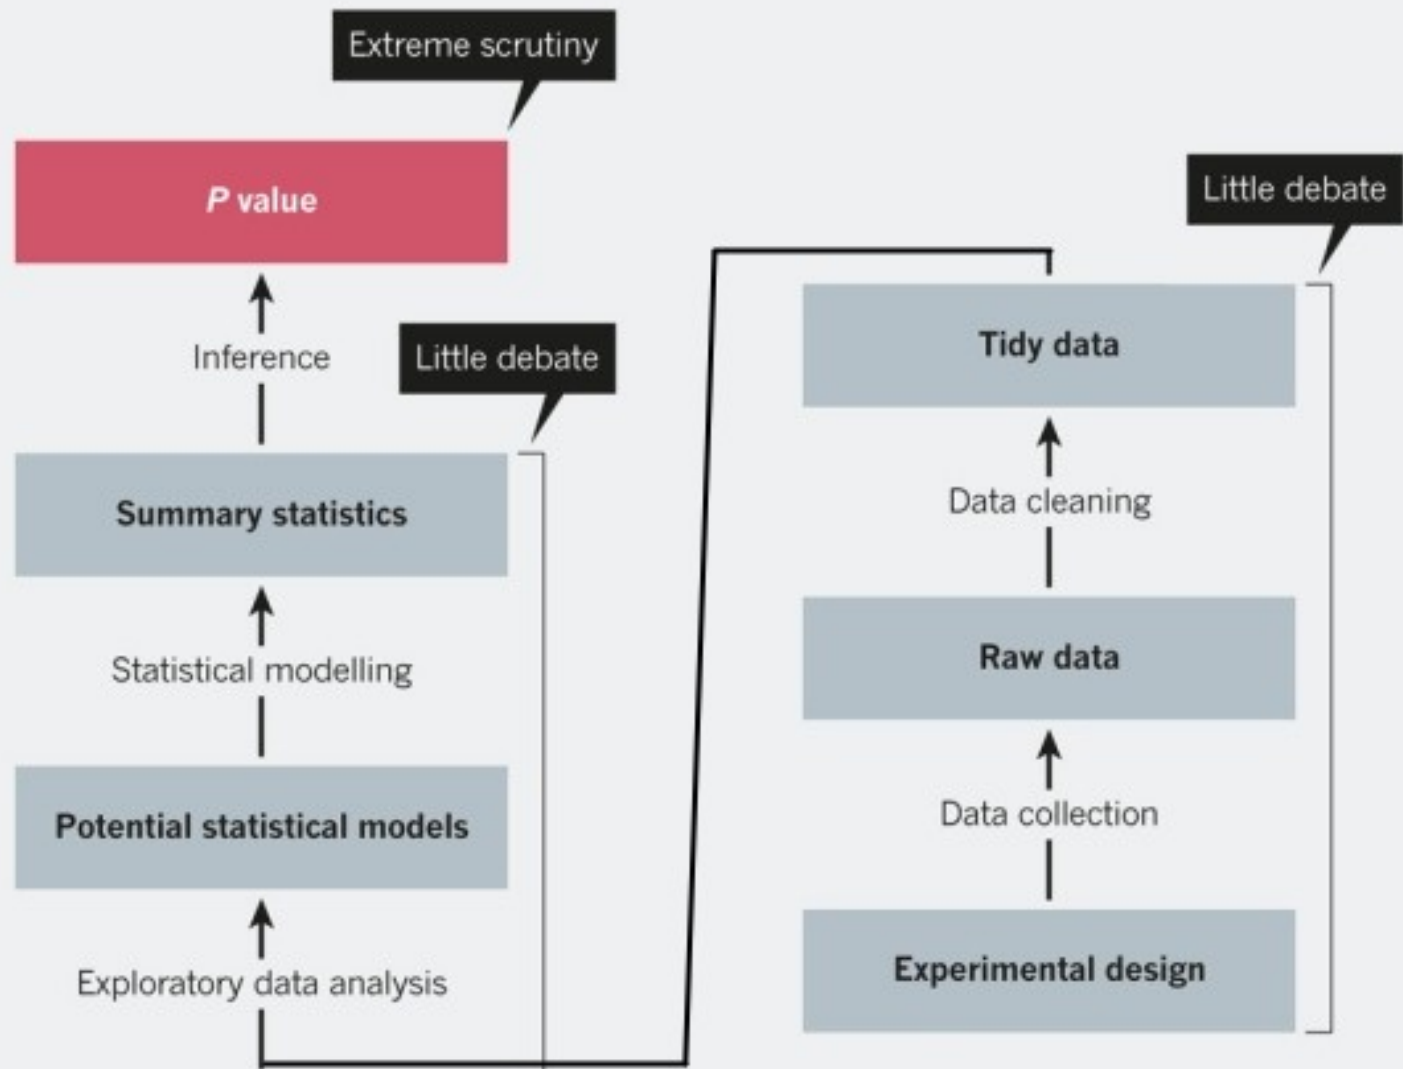 Extreme scrutiny
P value
Inference
Little debate
Summary statistics
Statistical modelling
Potential statistical models
Exploratory data analysis
Little debate
Tidy data
Data cleaning
Raw data
Data collection
Experimental design